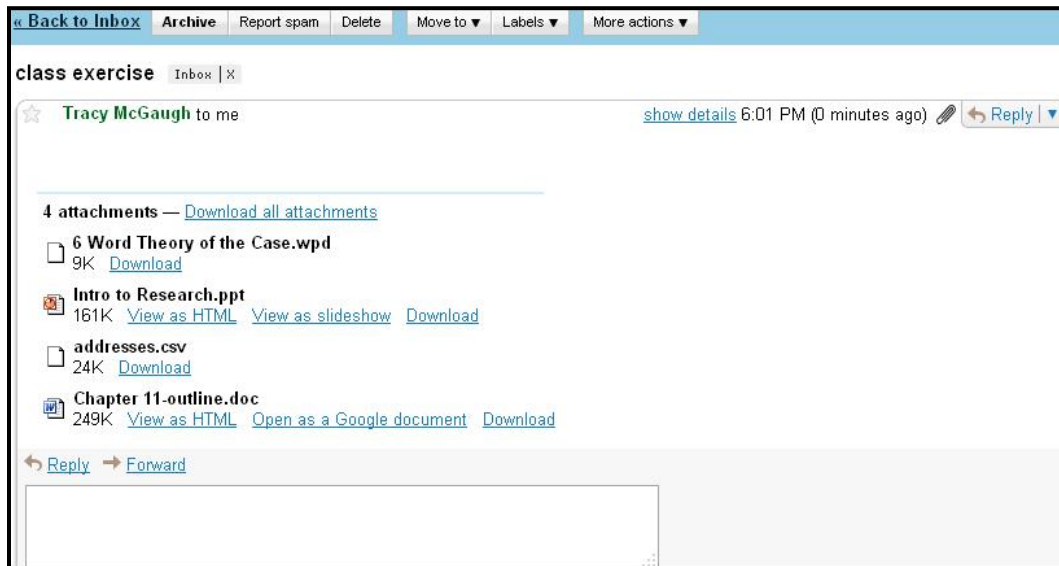 « Back to Inbox Archive Report spam Delete Move to ▼ Labels ▼ More actions ▼
class exercise Inbox | X
Tracy McGaugh to me show details 6:01 PM (0 minutes ago) Reply | ▼
4 attachments — Download all attachments
6 Word Theory of the Case.wpd
9K Download
Intro to Research.ppt
161K View as HTML View as slideshow Download
addresses.csv
24K Download
Chapter 11-outline.doc
249K View as HTML Open as a Google document Download
Reply Forward